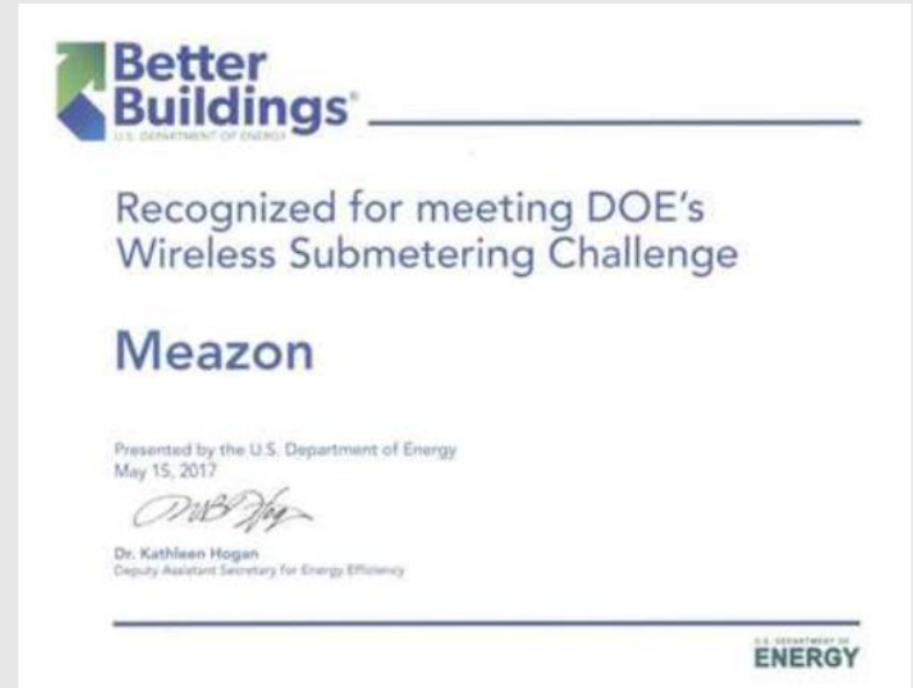 Better
Buildings®
U.S. DEPARTMENT OF ENERGY
Recognized for meeting DOE's
Wireless Submetering Challenge
Meazon
Presented by the U.S. Department of Energy
May 15, 2017
Dr. Kathleen Hogan
Deputy Assistant Secretary for Energy Efficiency
U.S. DEPARTMENT OF
ENERGY